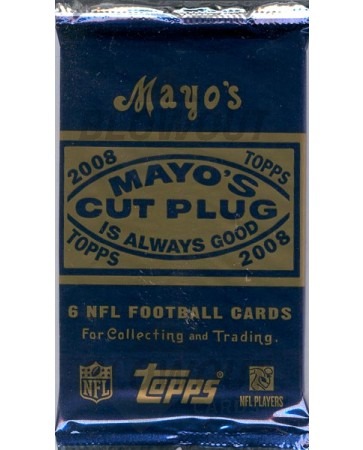 Mayo's
BLOWOUT
2008 TOPPS
MAYO'S
CUT PLUG
IS ALWAYS GOOD
TOPPS 2008
6 NFL FOOTBALL CARDS
For Collecting and Trading.
NFL
topps®
NFL PLAYERS